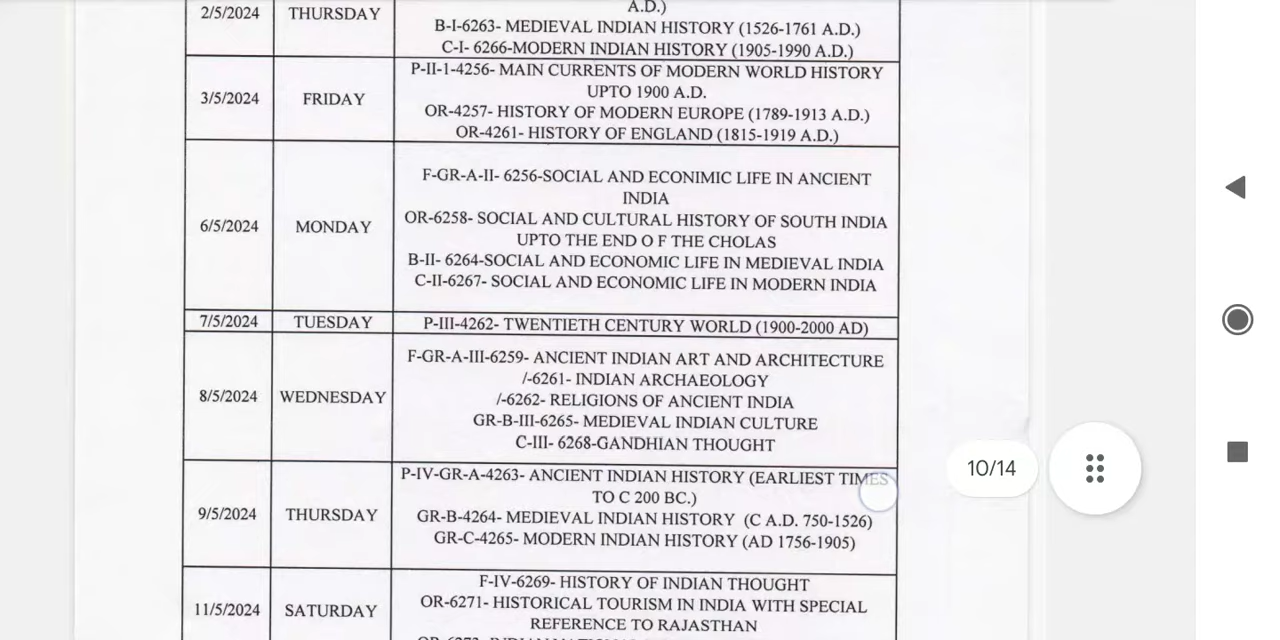 A.D.)
2/5/2024 THURSDAY
B-I-6263- MEDIEVAL INDIAN HISTORY (1526-1761 A.D.)
C-I- 6266-MODERN INDIAN HISTORY (1905-1990 A.D.)
P-II-1-4256- MAIN CURRENTS OF MODERN WORLD HISTORY
UPTO 1900 A.D.
3/5/2024 FRIDAY
OR-4257- HISTORY OF MODERN EUROPE (1789-1913 A.D.)
OR-4261- HISTORY OF ENGLAND (1815-1919 A.D.)
F-GR-A-II- 6256-SOCIAL AND ECONIMIC LIFE IN ANCIENT
INDIA
OR-6258- SOCIAL AND CULTURAL HISTORY OF SOUTH INDIA
6/5/2024 MONDAY
UPTO THE END O F THE CHOLAS
B-II- 6264-SOCIAL AND ECONOMIC LIFE IN MEDIEVAL INDIA
C-II-6267- SOCIAL AND ECONOMIC LIFE IN MODERN INDIA
7/5/2024 TUESDAY P-III-4262- TWENTIETH CENTURY WORLD (1900-2000 AD)
F-GR-A-III-6259- ANCIENT INDIAN ART AND ARCHITECTURE
/-6261- INDIAN ARCHAEOLOGY
8/5/2024 WEDNESDAY /-6262- RELIGIONS OF ANCIENT INDIA
GR-B-III-6265- MEDIEVAL INDIAN CULTURE
C-III- 6268-GANDHIAN THOUGHT
P-IV-GR-A-4263- ANCIENT INDIAN HISTORY (EARLIEST TIMES
TO C 200 BC.)
9/5/2024 THURSDAY GR-B-4264- MEDIEVAL INDIAN HISTORY (C A.D. 750-1526)
GR-C-4265- MODERN INDIAN HISTORY (AD 1756-1905)
F-IV-6269- HISTORY OF INDIAN THOUGHT
11/5/2024 SATURDAY OR-6271- HISTORICAL TOURISM IN INDIA WITH SPECIAL
REFERENCE TO RAJASTHAN
10/14